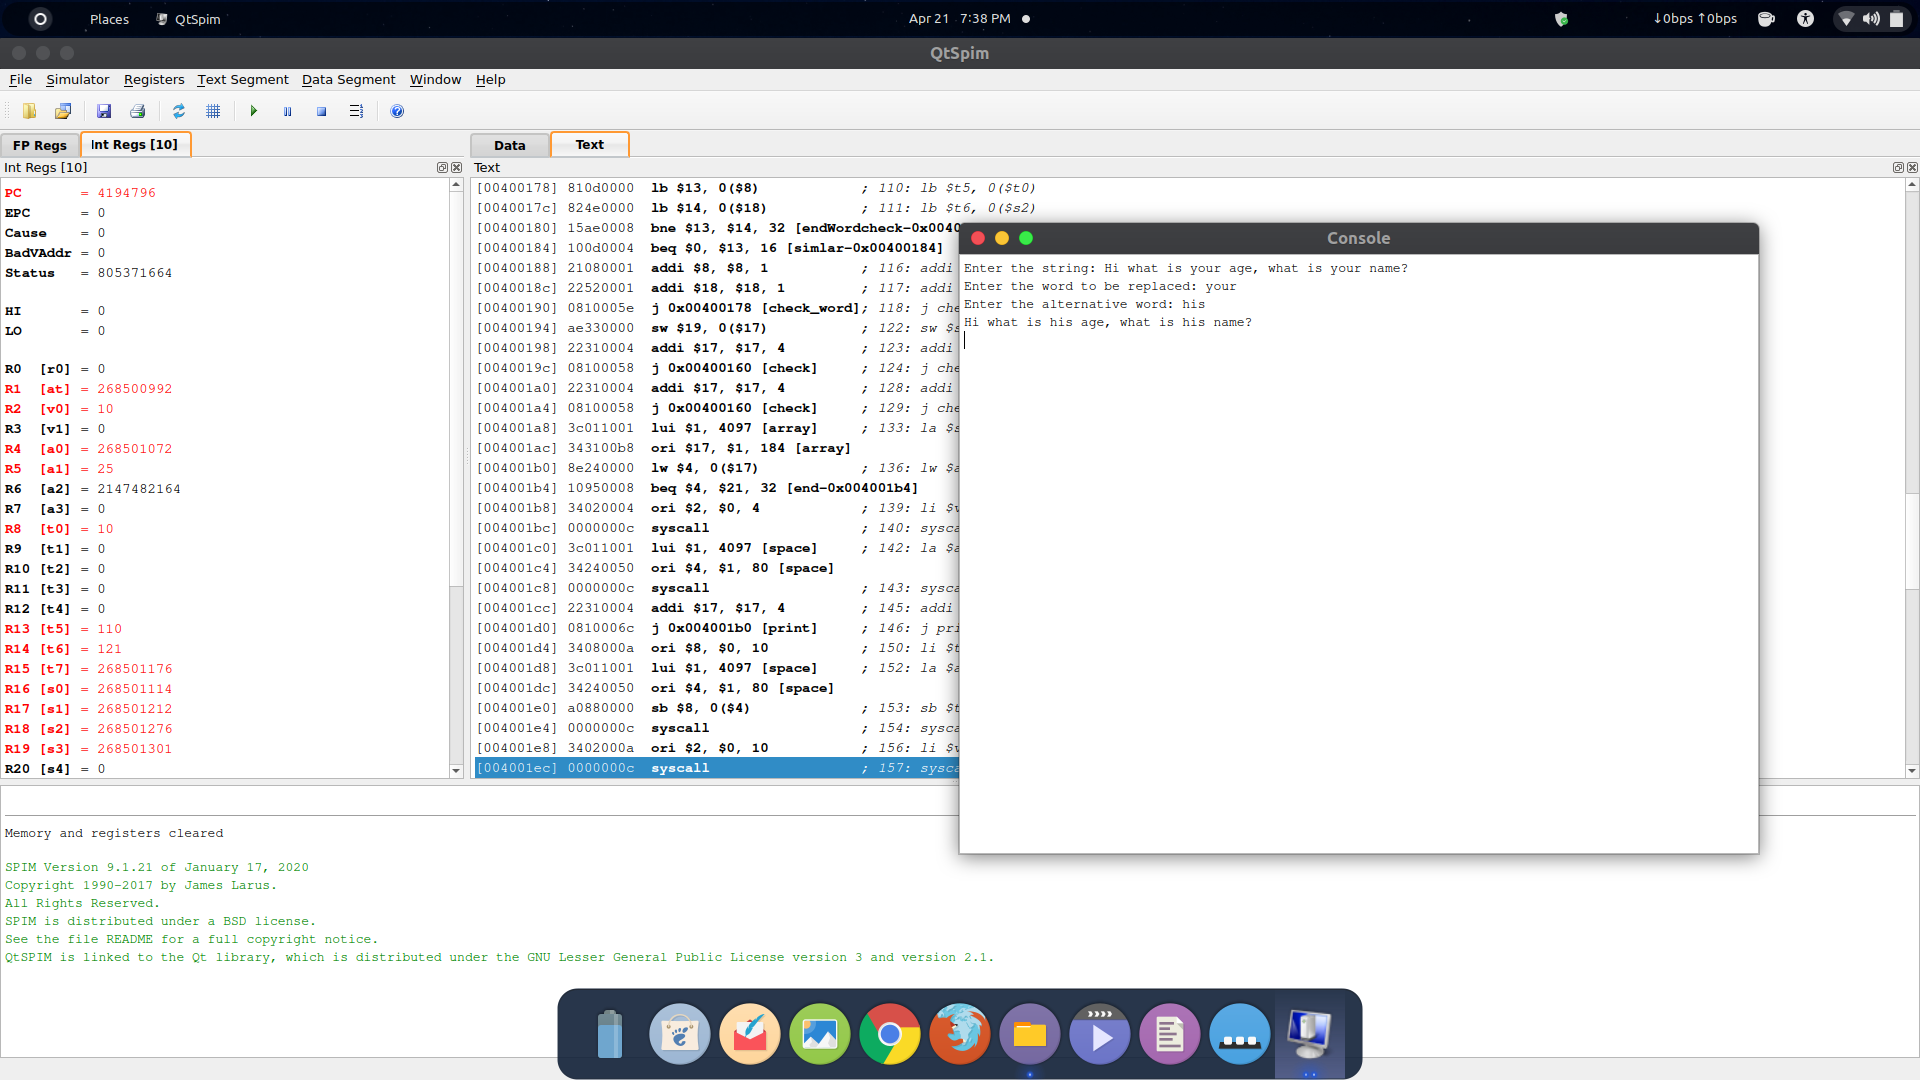 Places QtSpim Apr 21 7:38 PM ↓0bps ↑0bps
QtSpim
File Simulator Registers Text Segment Data Segment Window Help
FP Regs Int Regs [10]
Int Regs [10]
PC = 4194796
EPC = 0
Cause = 0
BadVAddr = 0
Status = 805371664
HI = 0
LO = 0
R0 [r0] = 0
R1 [at] = 268500992
R2 [v0] = 10
R3 [v1] = 0
R4 [a0] = 268501072
R5 [a1] = 25
R6 [a2] = 2147482164
R7 [a3] = 0
R8 [t0] = 10
R9 [t1] = 0
R10 [t2] = 0
R11 [t3] = 0
R12 [t4] = 0
R13 [t5] = 110
R14 [t6] = 121
R15 [t7] = 268501176
R16 [s0] = 268501114
R17 [s1] = 268501212
R18 [s2] = 268501276
R19 [s3] = 268501301
R20 [s4] = 0
Data Text
Text
[00400178] 810d0000 lb $13, 0($8) ; 110: lb $t5, 0($t0)
[0040017c] 824e0000 lb $14, 0($18) ; 111: lb $t6, 0($s2)
[00400180] 15ae0008 bne $13, $14, 32 [endWordcheck-0x0040
[00400184] 100d0004 beq $0, $13, 16 [simlar-0x00400184]
[00400188] 21080001 addi $8, $8, 1 ; 116: addi
[0040018c] 22520001 addi $18, $18, 1 ; 117: addi
[00400190] 0810005e j 0x00400178 [check_word]; 118: j che
[00400194] ae330000 sw $19, 0($17) ; 122: sw $s
[00400198] 22310004 addi $17, $17, 4 ; 123: addi
[0040019c] 08100058 j 0x00400160 [check] ; 124: j che
[004001a0] 22310004 addi $17, $17, 4 ; 128: addi
[004001a4] 08100058 j 0x00400160 [check] ; 129: j che
[004001a8] 3c011001 lui $1, 4097 [array] ; 133: la $s
[004001ac] 343100b8 ori $17, $1, 184 [array]
[004001b0] 8e240000 lw $4, 0($17) ; 136: lw $a
[004001b4] 10950008 beq $4, $21, 32 [end-0x004001b4]
[004001b8] 34020004 ori $2, $0, 4 ; 139: li $v
[004001bc] 0000000c syscall ; 140: sysca
[004001c0] 3c011001 lui $1, 4097 [space] ; 142: la $a
[004001c4] 34240050 ori $4, $1, 80 [space]
[004001c8] 0000000c syscall ; 143: sysca
[004001cc] 22310004 addi $17, $17, 4 ; 145: addi
[004001d0] 0810006c j 0x004001b0 [print] ; 146: j pri
[004001d4] 3408000a ori $8, $0, 10 ; 150: li $t
[004001d8] 3c011001 lui $1, 4097 [space] ; 152: la $a
[004001dc] 34240050 ori $4, $1, 80 [space]
[004001e0] a0880000 sb $8, 0($4) ; 153: sb $t
[004001e4] 0000000c syscall ; 154: sysca
[004001e8] 3402000a ori $2, $0, 10 ; 156: li $v
[004001ec] 0000000c syscall ; 157: sysca
Console
Enter the string: Hi what is your age, what is your name?
Enter the word to be replaced: your
Enter the alternative word: his
Hi what is his age, what is his name?
Memory and registers cleared
SPIM Version 9.1.21 of January 17, 2020
Copyright 1990-2017 by James Larus.
All Rights Reserved.
SPIM is distributed under a BSD license.
See the file README for a full copyright notice.
QtSPIM is linked to the Qt library, which is distributed under the GNU Lesser General Public License version 3 and version 2.1.